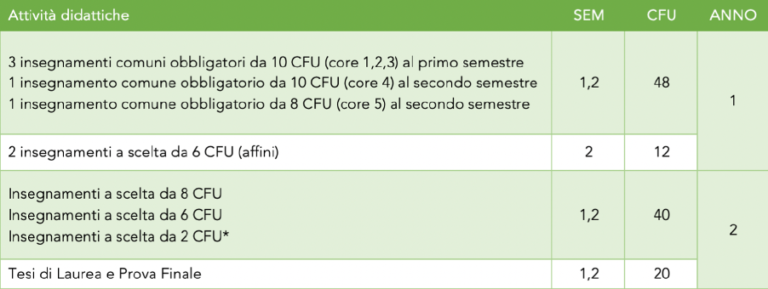 Attività didattiche SEM CFU ANNO
3 insegnamenti comuni obbligatori da 10 CFU (core 1,2,3) al primo semestre
1 insegnamento comune obbligatorio da 10 CFU (core 4) al secondo semestre
1 insegnamento comune obbligatorio da 8 CFU (core 5) al secondo semestre
1,2 48 1
2 insegnamenti a scelta da 6 CFU (affini) 2 12
Insegnamenti a scelta da 8 CFU
Insegnamenti a scelta da 6 CFU
Insegnamenti a scelta da 2 CFU*
1,2 40 2
Tesi di Laurea e Prova Finale 1,2 20